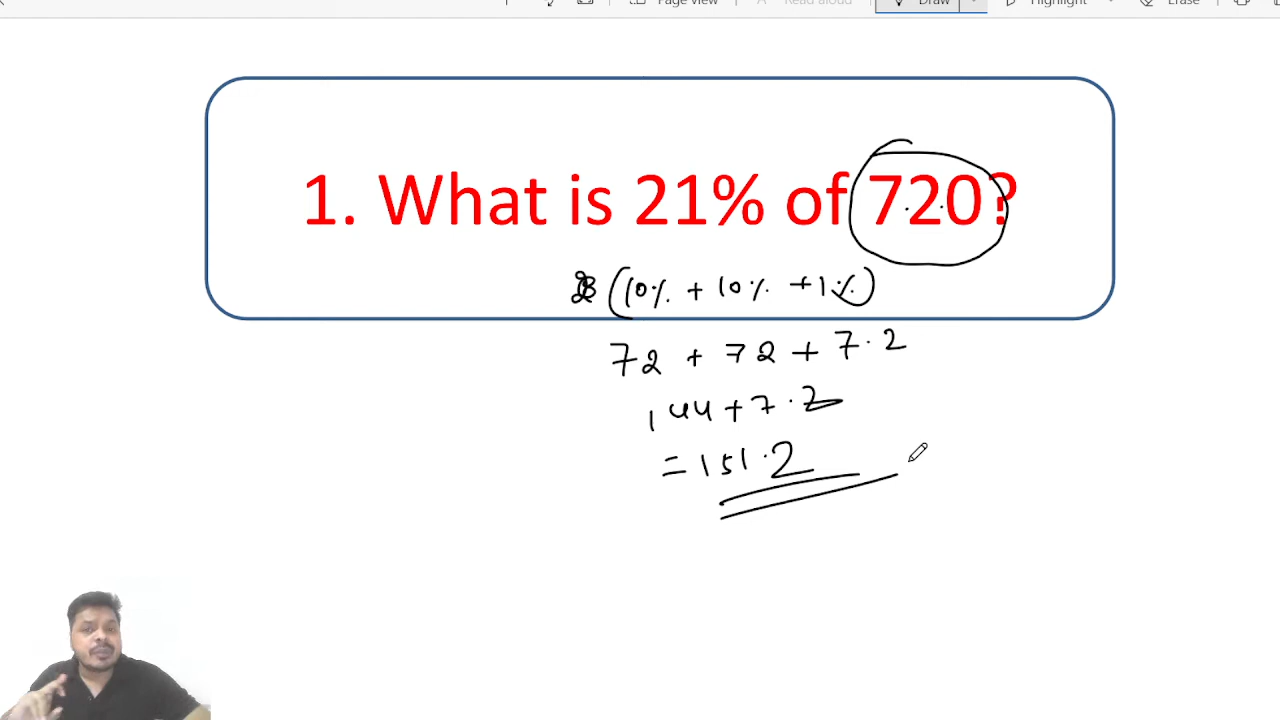 Page view Read aloud Draw Highlight Erase
1. What is 21% of 720?
(10% + 10% + 1%)
72 + 72 + 7.2
144 + 7.2
= 151.2